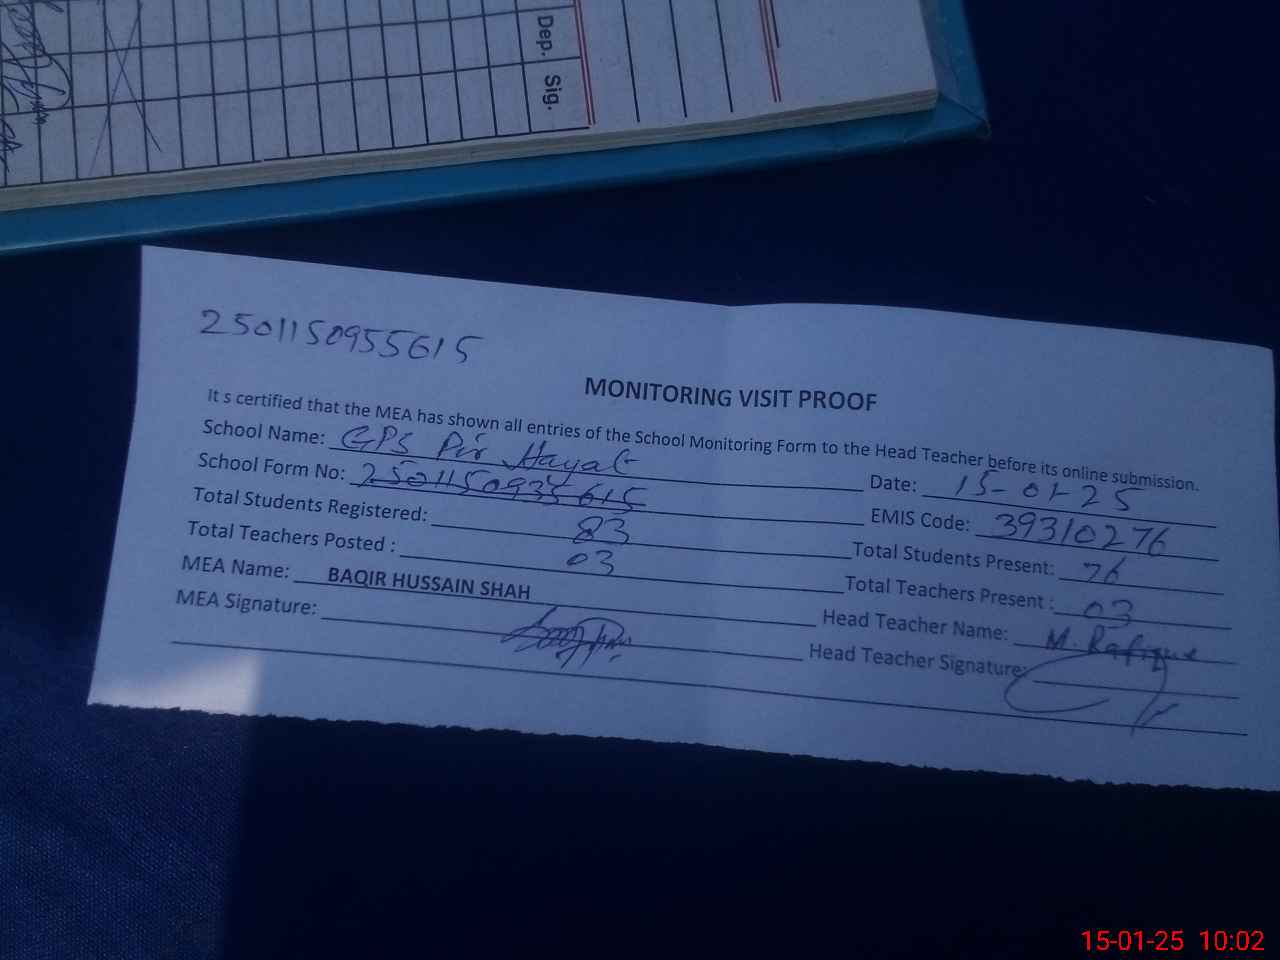 Dep. Sig.
2501150955615
MONITORING VISIT PROOF
It s certified that the MEA has shown all entries of the School Monitoring Form to the Head Teacher before its online submission.
School Name: GPS Pir Hayat Date: 15-01-25
School Form No: 2501150935615 EMIS Code: 39310276
Total Students Registered: 83 Total Students Present: 76
Total Teachers Posted : 03 Total Teachers Present : 03
MEA Name: BAQIR HUSSAIN SHAH Head Teacher Name: M. Rafique
MEA Signature: Head Teacher Signature:
15-01-25 10:02